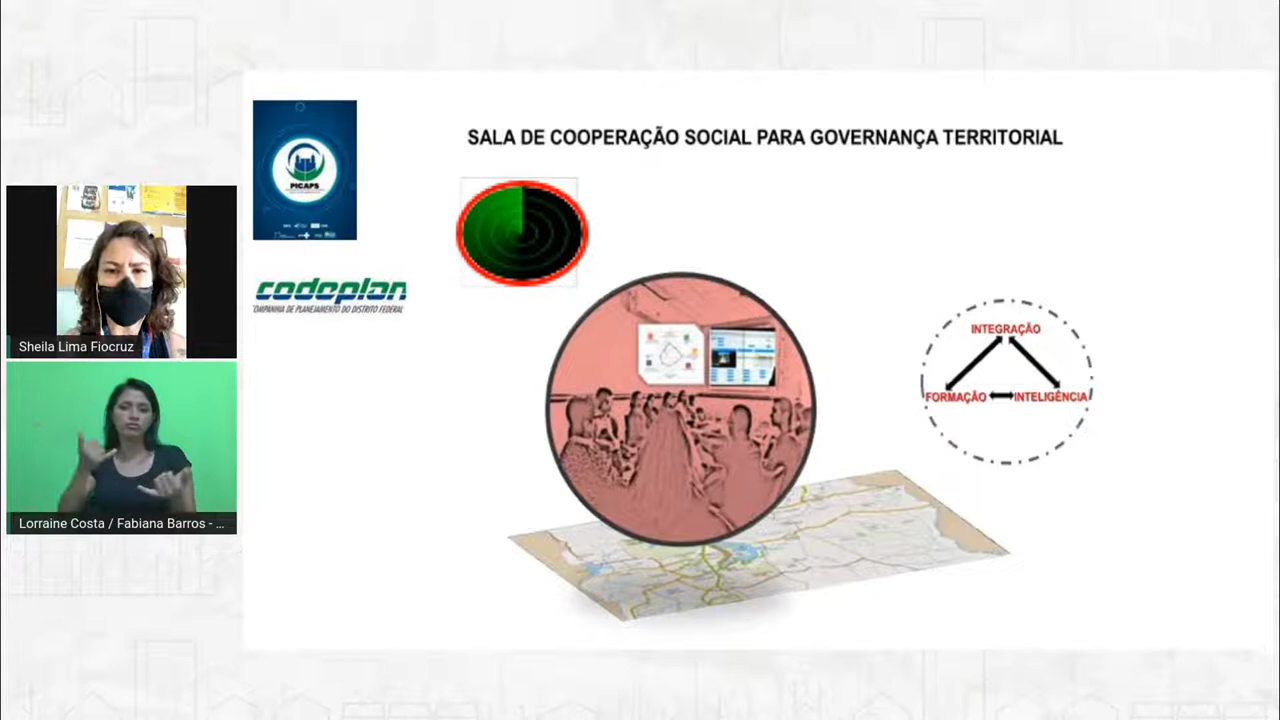 SALA DE COOPERAÇÃO SOCIAL PARA GOVERNANÇA TERRITORIAL
PICAPS
codeplan
COMPANHIA DE PLANEJAMENTO DO DISTRITO FEDERAL
INTEGRAÇÃO
FORMAÇÃO
INTELIGÊNCIA
Sheila Lima Fiocruz
Lorraine Costa / Fabiana Barros - ...